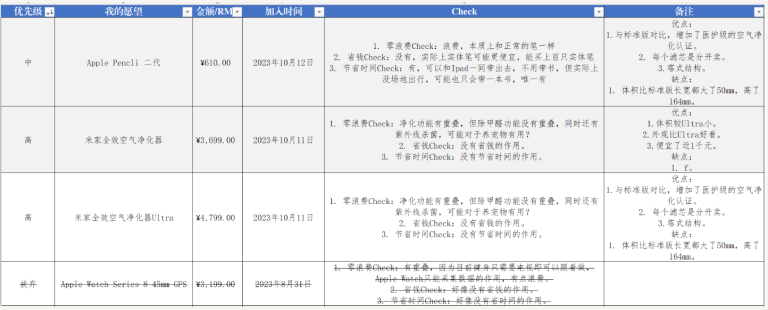 优先级 我的愿望 金额/RM 加入时间 Check 备注
中 Apple Pencli 二代 ¥610.00 2023年10月12日
1. 零浪费Check：浪费，本质上和正常的笔一样
2. 省钱Check：没有，实际上实体笔可能更便宜，能买上百只实体笔
3. 节省时间Check：有，可以和Ipad一同带出去，不用带书，但实际上
没场地出行，可能也只会带一本书，唯一有
优点：
1.与标准版对比，增加了医护级的空气净
化认证。
2. 每个滤芯是分开卖。
3.塔式结构。
缺点：
1. 体积比标准版长宽都大了50mm，高了
164mm。
高 米家全效空气净化器 ¥3,699.00 2023年10月11日
1. 零浪费Check：净化功能有重叠，但除甲醛功能没有重叠，同时还有
紫外线杀菌，可能对于养宠物有用？
2. 省钱Check：没有省钱的作用。
3. 节省时间Check：没有节省时间的作用。
优点：
1.体积较Ultra小。
2.外观比Ultra好看。
3.便宜了近1千元。
缺点：
1. f。
高 米家全效空气净化器Ultra ¥4,799.00 2023年10月11日
1. 零浪费Check：净化功能有重叠，但除甲醛功能没有重叠，同时还有
紫外线杀菌，可能对于养宠物有用？
2. 省钱Check：没有省钱的作用。
3. 节省时间Check：没有节省时间的作用。
优点：
1.与标准版对比，增加了医护级的空气净
化认证。
2. 每个滤芯是分开卖。
3.塔式结构。
缺点：
1. 体积比标准版长宽都大了50mm，高了
164mm。
放弃 Apple Watch Series 8 45mm GPS ¥3,199.00 2023年8月31日
1. 零浪费Check：有重叠，因为目前健身只需要电视即可以跟着做，
Apple Watch只能采集数据的作用，有点浪费。
2. 省钱Check：好像没有省钱的作用。
3. 节省时间Check：好像没有省时间的作用。